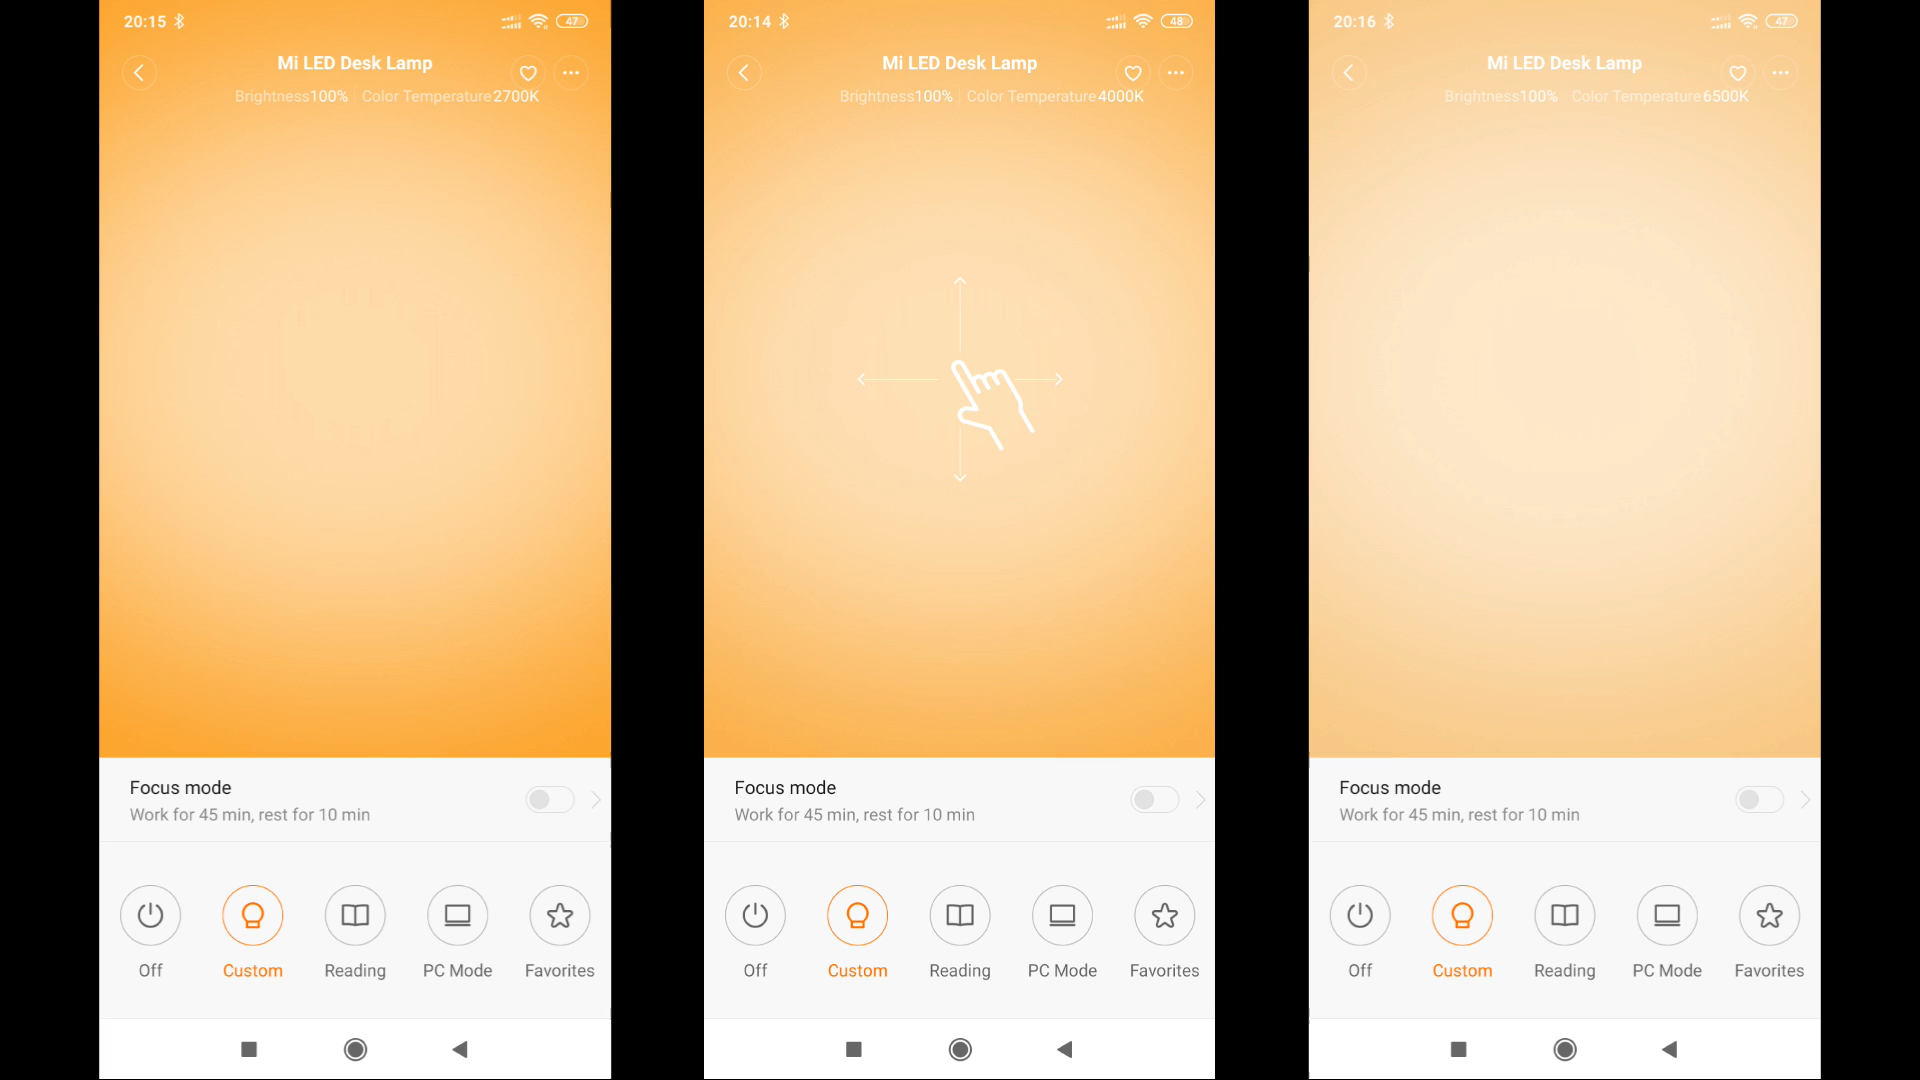 20:15
47
Mi LED Desk Lamp
Brightness100% Color Temperature2700K
Focus mode
Work for 45 min, rest for 10 min
Off Custom Reading PC Mode Favorites
20:14
48
Mi LED Desk Lamp
Brightness100% Color Temperature4000K
Focus mode
Work for 45 min, rest for 10 min
Off Custom Reading PC Mode Favorites
20:16
47
Mi LED Desk Lamp
Brightness100% Color Temperature6500K
Focus mode
Work for 45 min, rest for 10 min
Off Custom Reading PC Mode Favorites